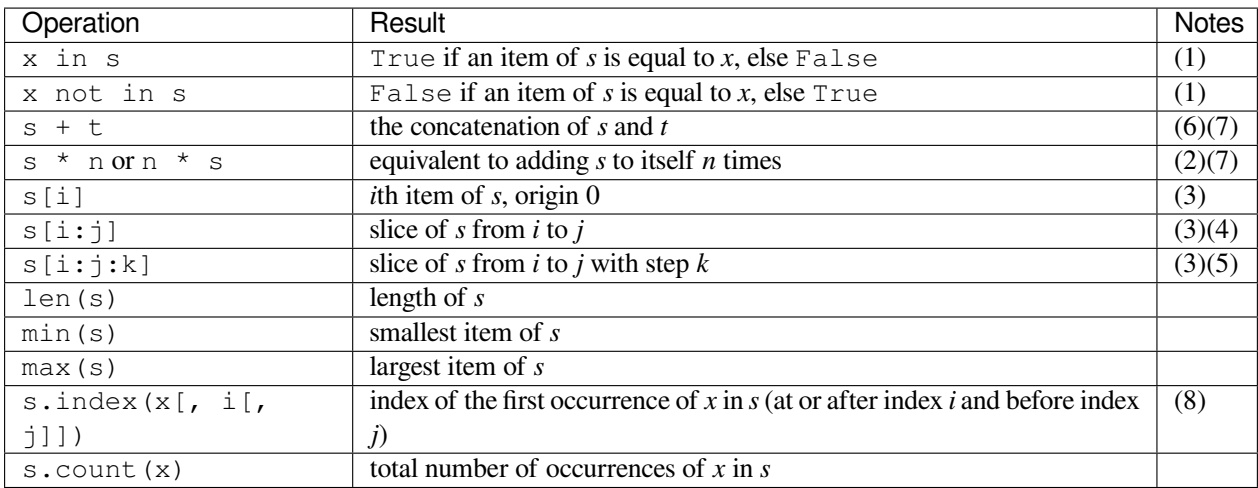 Operation Result Notes
x in s True if an item of s is equal to x, else False (1)
x not in s False if an item of s is equal to x, else True (1)
s + t the concatenation of s and t (6)(7)
s * n or n * s equivalent to adding s to itself n times (2)(7)
s[i] ith item of s, origin 0 (3)
s[i:j] slice of s from i to j (3)(4)
s[i:j:k] slice of s from i to j with step k (3)(5)
len(s) length of s
min(s) smallest item of s
max(s) largest item of s
s.index(x[, i[, index of the first occurrence of x in s (at or after index i and before index (8)
j]]) j)
s.count(x) total number of occurrences of x in s